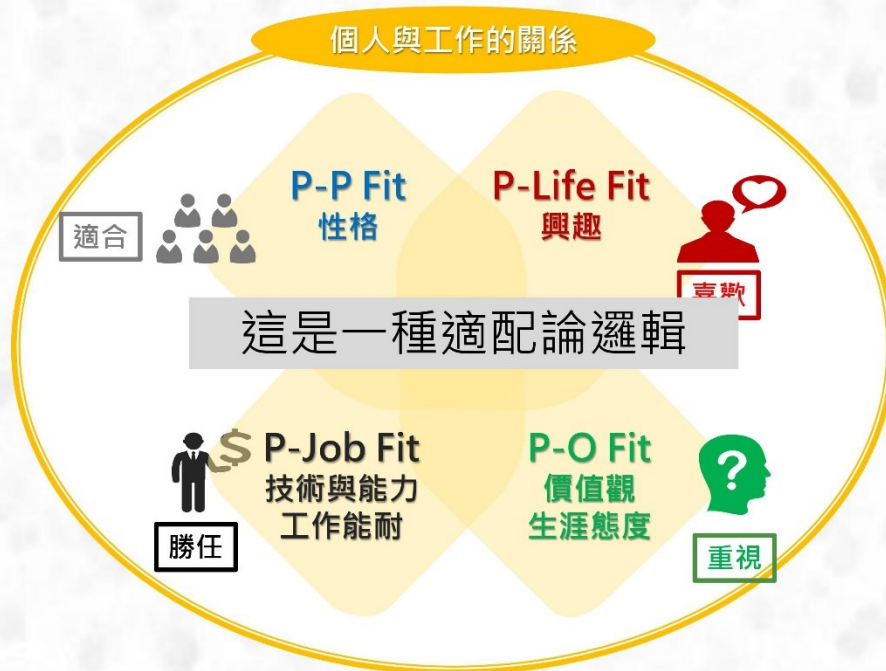 個人與工作的關係
P-P Fit
性格
適合
P-Life Fit
興趣
喜歡
這是一種適配論邏輯
P-Job Fit
技術與能力
工作能耐
勝任
P-O Fit
價值觀
生涯態度
重視